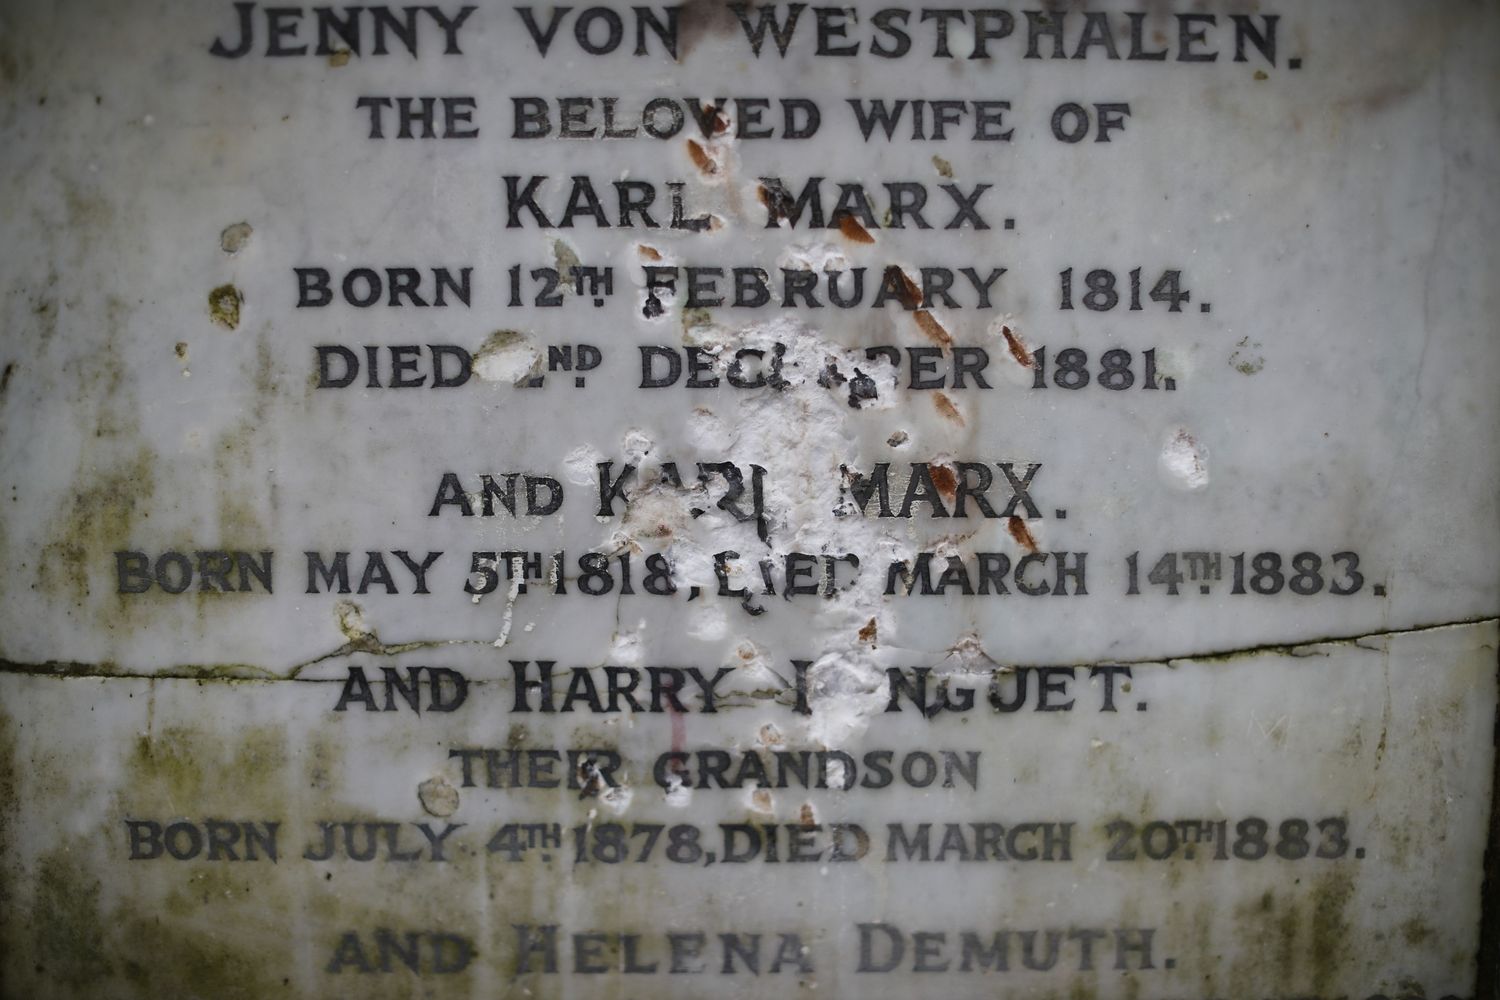 JENNY VON WESTPHALEN.
THE BELOVED WIFE OF
KARL MARX.
BORN 12TH. FEBRUARY 1814.
DIED 2ND. DECEMBER 1881.
AND KARL MARX.
BORN MAY 5TH. 1818, DIED MARCH 14TH. 1883.
AND HARRY LONGUET.
THEIR GRANDSON
BORN JULY 4TH. 1878, DIED MARCH 20TH. 1883.
AND HELENA DEMUTH.